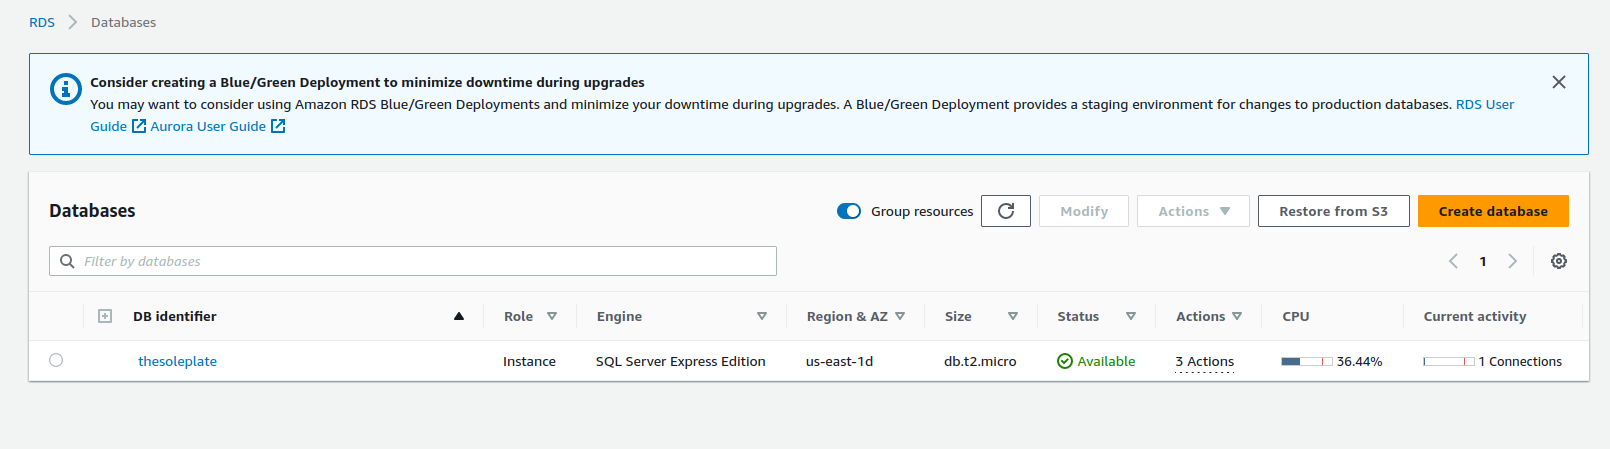 RDS Databases
Consider creating a Blue/Green Deployment to minimize downtime during upgrades
You may want to consider using Amazon RDS Blue/Green Deployments and minimize your downtime during upgrades. A Blue/Green Deployment provides a staging environment for changes to production databases. RDS User
Guide Aurora User Guide
Databases Group resources Modify Actions Restore from S3 Create database
Filter by databases 1
DB identifier Role Engine Region & AZ Size Status Actions CPU Current activity
thesoleplate Instance SQL Server Express Edition us-east-1d db.t2.micro Available 3 Actions 36.44% 1 Connections